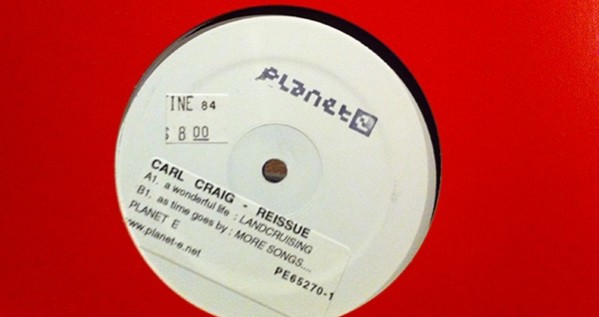 Planet e
INE 84
$ 8 00
CARL CRAIG - REISSUE
A1. a wonderful life : LANDCRUISING
B1. as time goes by : MORE SONGS....
PLANET E
www.planet-e.net
PE65270-1